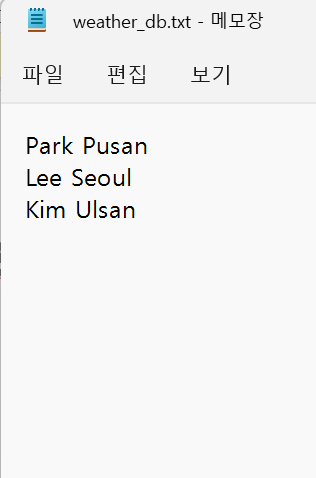 weather_db.txt - 메모장
파일 편집 보기
Park Pusan
Lee Seoul
Kim Ulsan